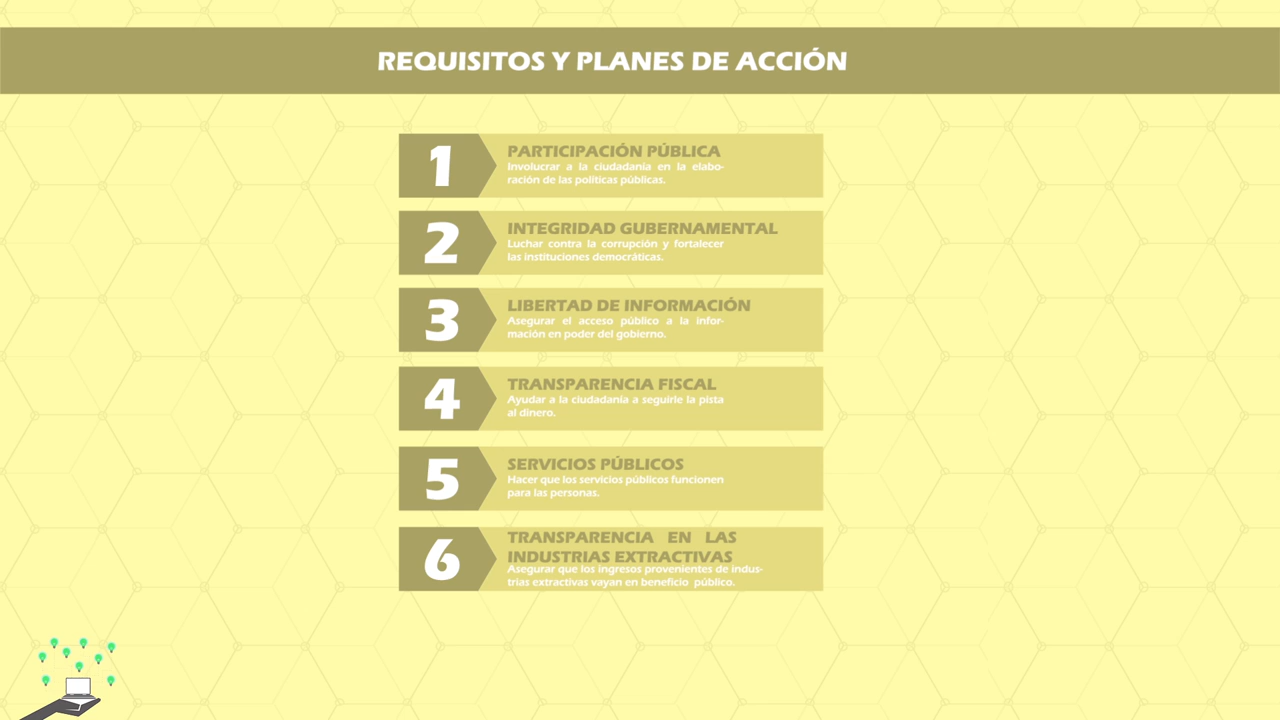 REQUISITOS Y PLANES DE ACCIÓN
1
PARTICIPACIÓN PÚBLICA
Involucrar a la ciudadanía en la elabo-
ración de las políticas públicas.
2
INTEGRIDAD GUBERNAMENTAL
Luchar contra la corrupción y fortalecer
las instituciones democráticas.
3
LIBERTAD DE INFORMACIÓN
Asegurar el acceso público a la infor-
mación en poder del gobierno.
4
TRANSPARENCIA FISCAL
Ayudar a la ciudadanía a seguirle la pista
al dinero.
5
SERVICIOS PÚBLICOS
Hacer que los servicios públicos funcionen
para las personas.
6
TRANSPARENCIA EN LAS
INDUSTRIAS EXTRACTIVAS
Asegurar que los ingresos provenientes de indus-
trias extractivas vayan en beneficio público.